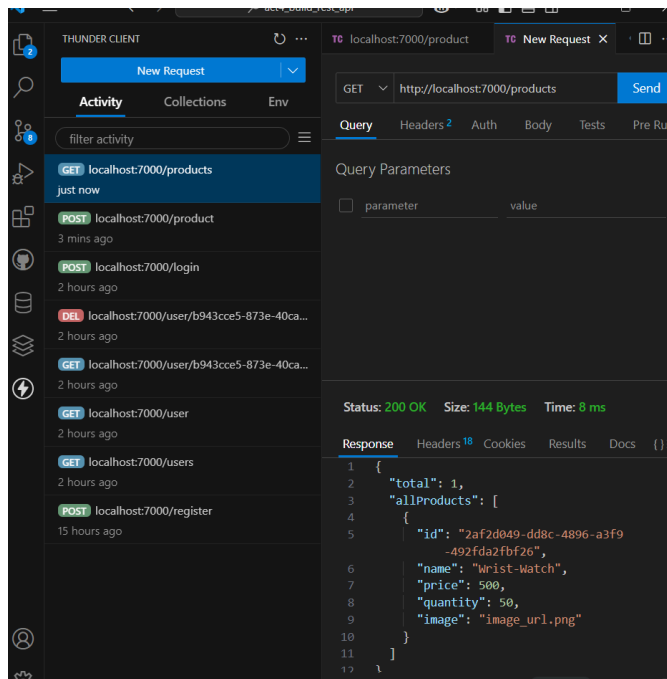 act4_build_rest_api
THUNDER CLIENT
New Request
Activity Collections Env
filter activity
GET localhost:7000/products
just now
POST localhost:7000/product
3 mins ago
POST localhost:7000/login
2 hours ago
DEL localhost:7000/user/b943cce5-873e-40ca...
2 hours ago
GET localhost:7000/user/b943cce5-873e-40ca...
2 hours ago
GET localhost:7000/user
2 hours ago
GET localhost:7000/users
2 hours ago
POST localhost:7000/register
15 hours ago
2
8
TC localhost:7000/product TC New Request
GET http://localhost:7000/products Send
Query Headers 2 Auth Body Tests Pre Ru
Query Parameters
parameter value
Status: 200 OK Size: 144 Bytes Time: 8 ms
Response Headers 18 Cookies Results Docs {}
1 {
2 "total": 1,
3 "allProducts": [
4 {
5 "id": "2af2d049-dd8c-4896-a3f9
-492fda2fbf26",
6 "name": "Wrist-Watch",
7 "price": 500,
8 "quantity": 50,
9 "image": "image_url.png"
10 }
11 ]
12 }